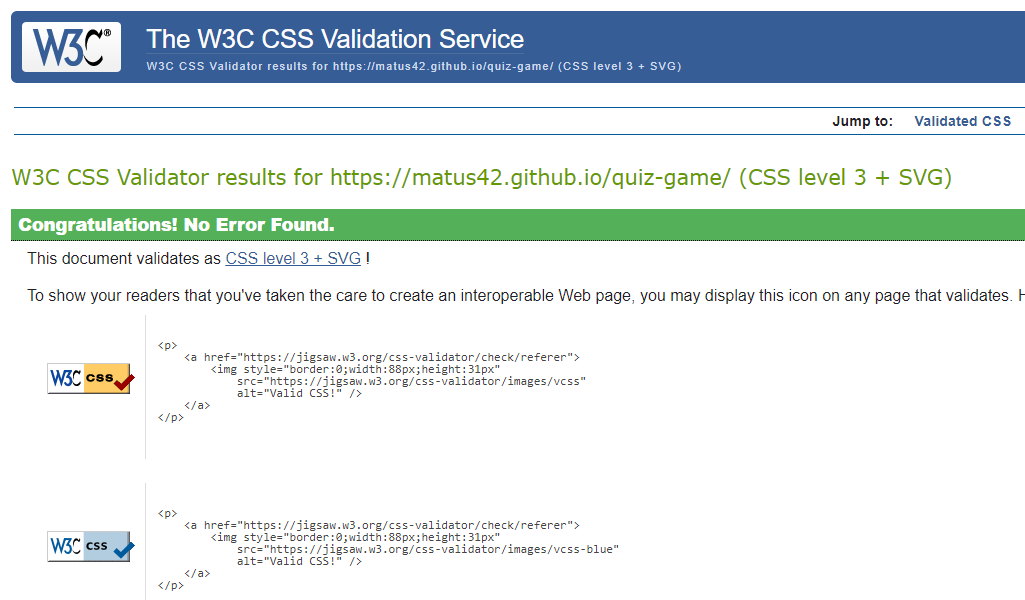 W3C®
The W3C CSS Validation Service
W3C CSS Validator results for https://matus42.github.io/quiz-game/ (CSS level 3 + SVG)
Jump to: Validated CSS
W3C CSS Validator results for https://matus42.github.io/quiz-game/ (CSS level 3 + SVG)
Congratulations! No Error Found.
This document validates as CSS level 3 + SVG !
To show your readers that you've taken the care to create an interoperable Web page, you may display this icon on any page that validates.
W3C CSS
<p>
<a href="https://jigsaw.w3.org/css-validator/check/referer">
<img style="border:0;width:88px;height:31px"
src="https://jigsaw.w3.org/css-validator/images/vcss"
alt="Valid CSS!" />
</a>
</p>
W3C CSS
<p>
<a href="https://jigsaw.w3.org/css-validator/check/referer">
<img style="border:0;width:88px;height:31px"
src="https://jigsaw.w3.org/css-validator/images/vcss-blue"
alt="Valid CSS!" />
</a>
</p>